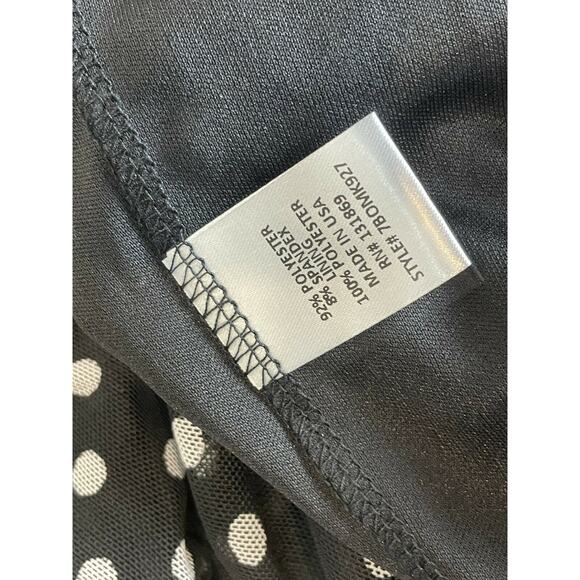 92% POLYESTER
8% SPANDEX
LINING
100% POLYESTER
MADE IN USA
RN# 131869
STYLE# 7BOMK927